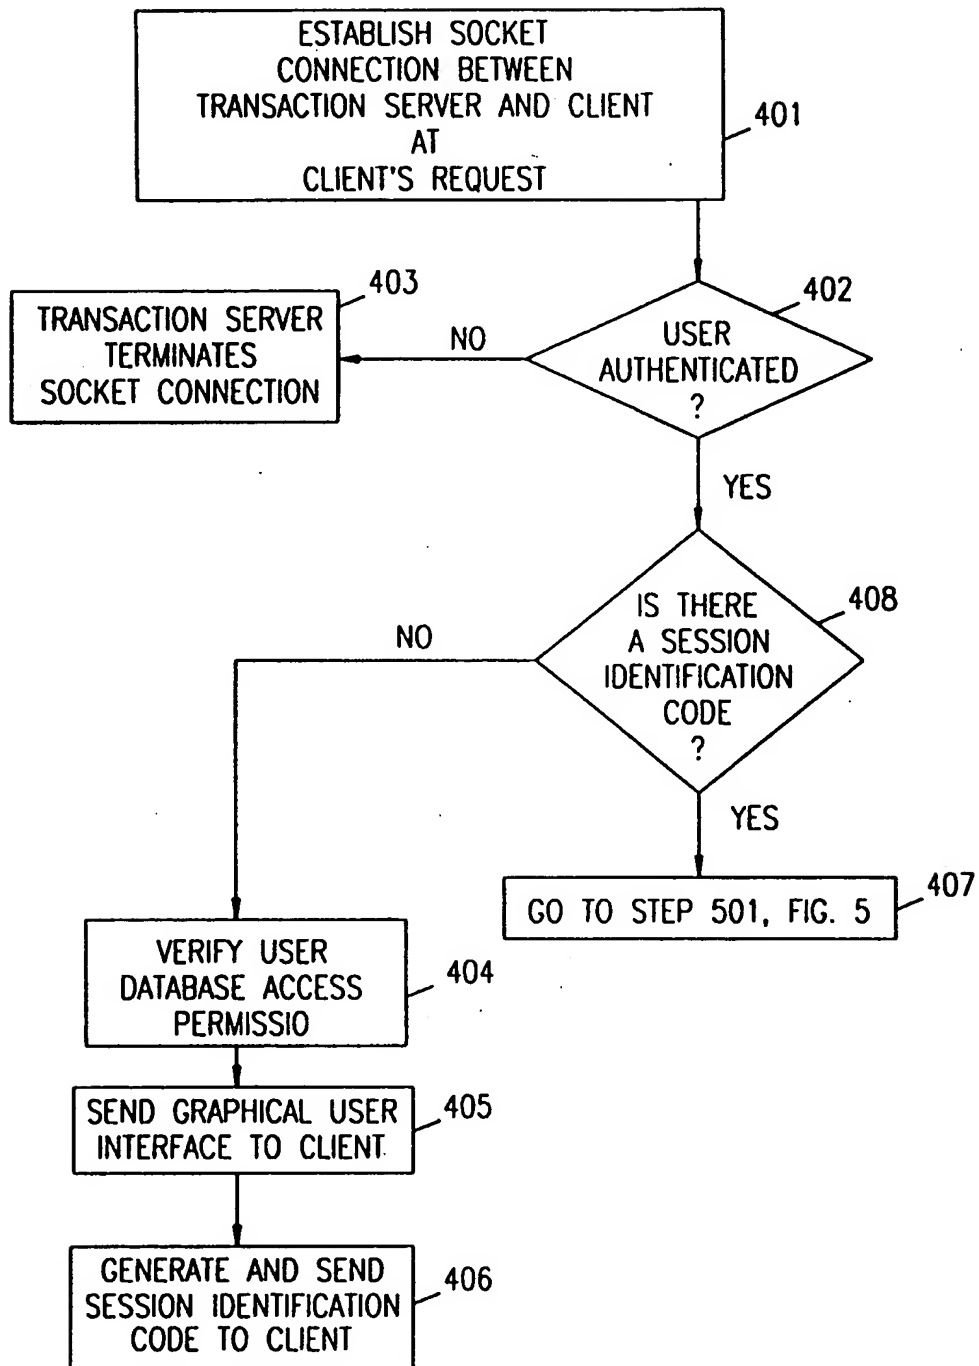 ESTABLISH SOCKET
CONNECTION BETWEEN
TRANSACTION SERVER AND CLIENT
AT
CLIENT'S REQUEST
401
403
TRANSACTION SERVER
TERMINATES
SOCKET CONNECTION
NO
402
USER
AUTHENTICATED
?
YES
408
IS THERE
A SESSION
IDENTIFICATION
CODE
?
NO
YES
407
GO TO STEP 501, FIG. 5
VERIFY USER
DATABASE ACCESS
PERMISSIO
404
SEND GRAPHICAL USER
INTERFACE TO CLIENT
405
GENERATE AND SEND
SESSION IDENTIFICATION
CODE TO CLIENT
406